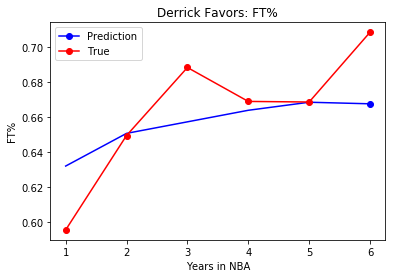 Derrick Favors: FT%
Prediction
True
FT%
0.70
0.68
0.66
0.64
0.62
0.60
1 2 3 4 5 6
Years in NBA